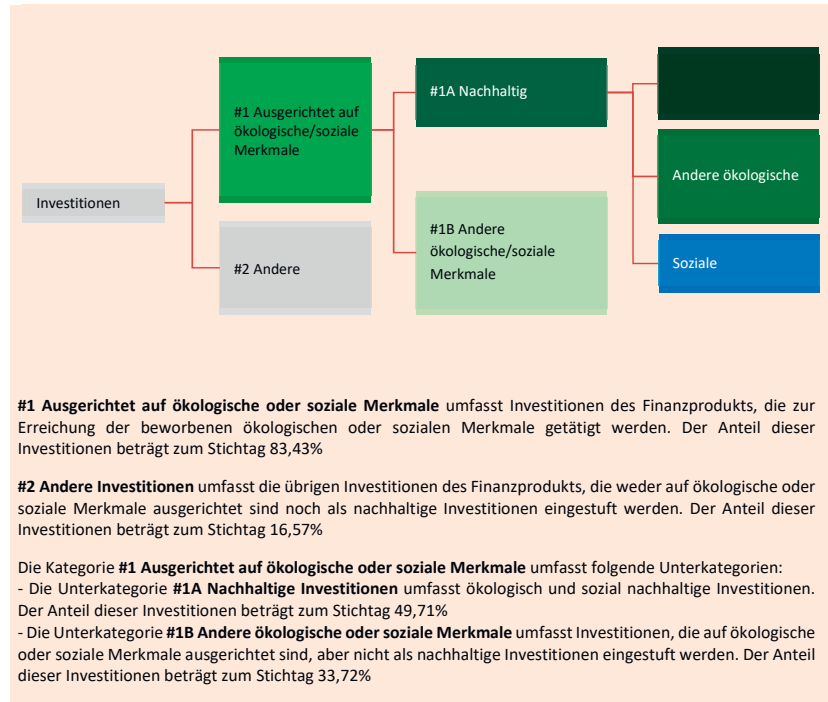 #1 Ausgerichtet auf
ökologische/soziale
Merkmale
#1A Nachhaltig
Andere ökologische
Investitionen
#1B Andere
ökologische/soziale
Merkmale
#2 Andere
Soziale
#1 Ausgerichtet auf ökologische oder soziale Merkmale umfasst Investitionen des Finanzprodukts, die zur
Erreichung der beworbenen ökologischen oder sozialen Merkmale getätigt werden. Der Anteil dieser
Investitionen beträgt zum Stichtag 83,43%
#2 Andere Investitionen umfasst die übrigen Investitionen des Finanzprodukts, die weder auf ökologische oder
soziale Merkmale ausgerichtet sind noch als nachhaltige Investitionen eingestuft werden. Der Anteil dieser
Investitionen beträgt zum Stichtag 16,57%
Die Kategorie #1 Ausgerichtet auf ökologische oder soziale Merkmale umfasst folgende Unterkategorien:
- Die Unterkategorie #1A Nachhaltige Investitionen umfasst ökologisch und sozial nachhaltige Investitionen.
Der Anteil dieser Investitionen beträgt zum Stichtag 49,71%
- Die Unterkategorie #1B Andere ökologische oder soziale Merkmale umfasst Investitionen, die auf ökologische
oder soziale Merkmale ausgerichtet sind, aber nicht als nachhaltige Investitionen eingestuft werden. Der Anteil
dieser Investitionen beträgt zum Stichtag 33,72%